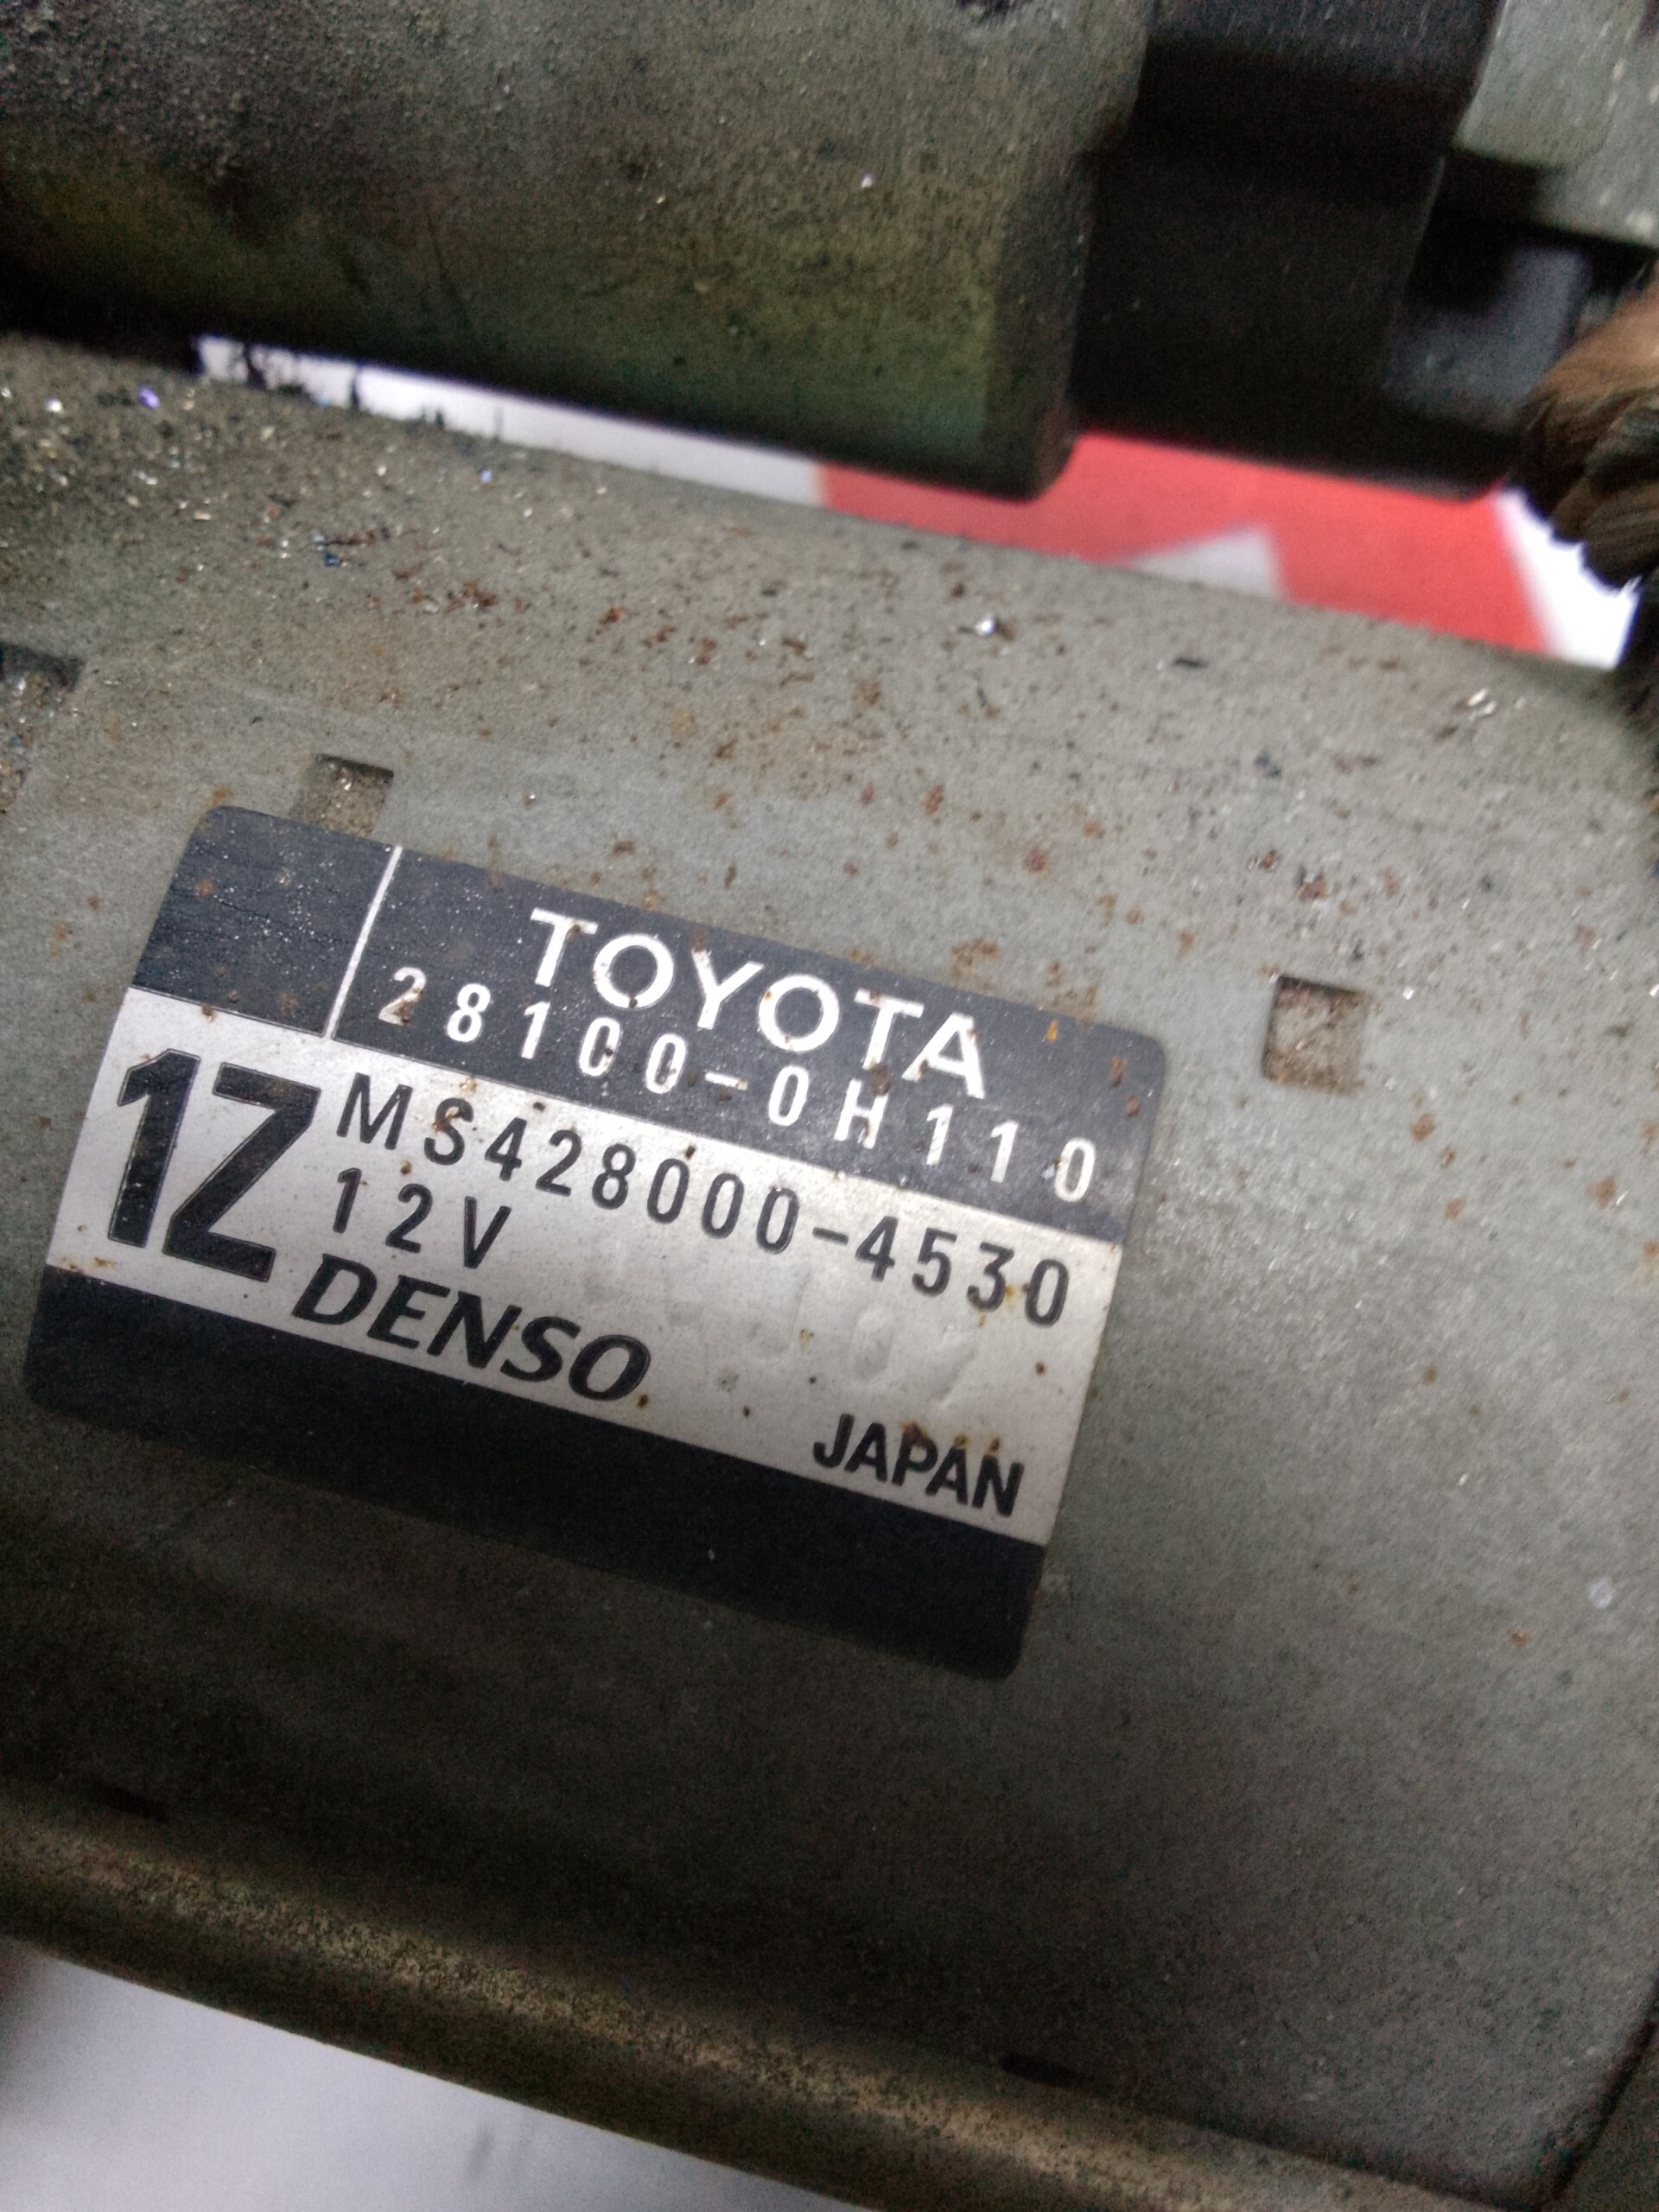 TOYOTA
28100-0H110
1Z
MS428000-4530
12V
DENSO
JAPAN